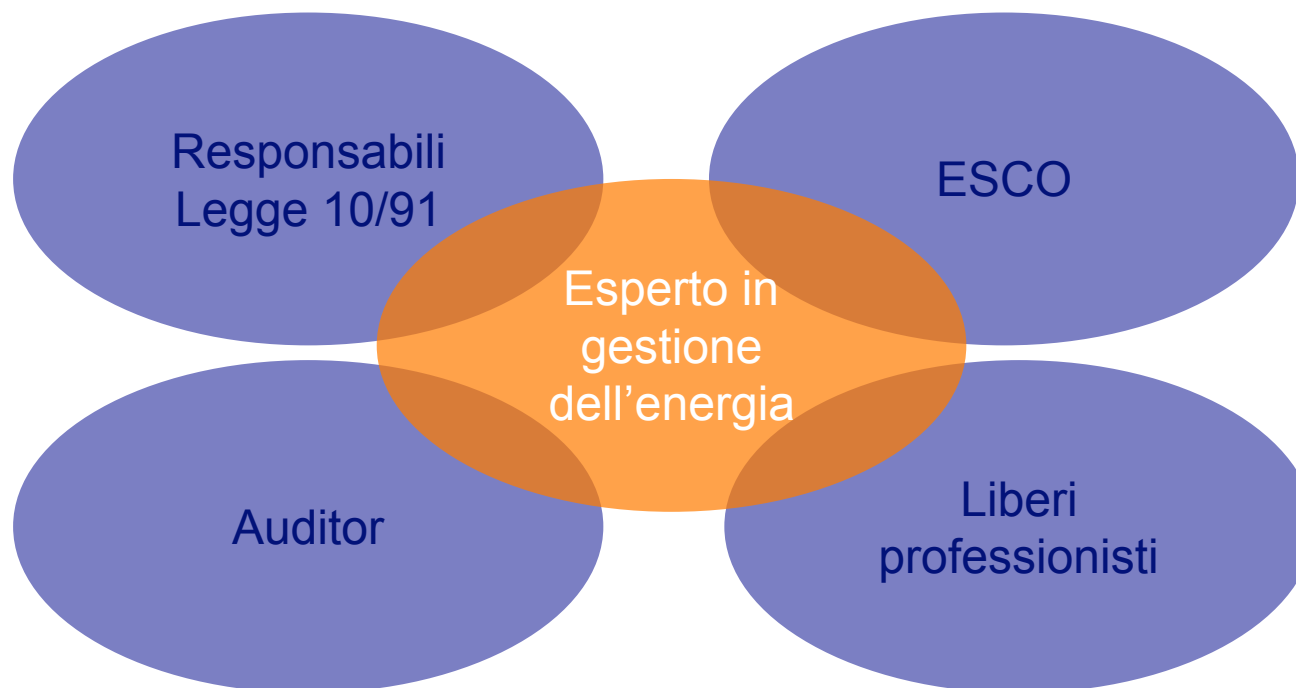 Responsabili
Legge 10/91
ESCO
Esperto in
gestione
dell’energia
Auditor
Liberi
professionisti